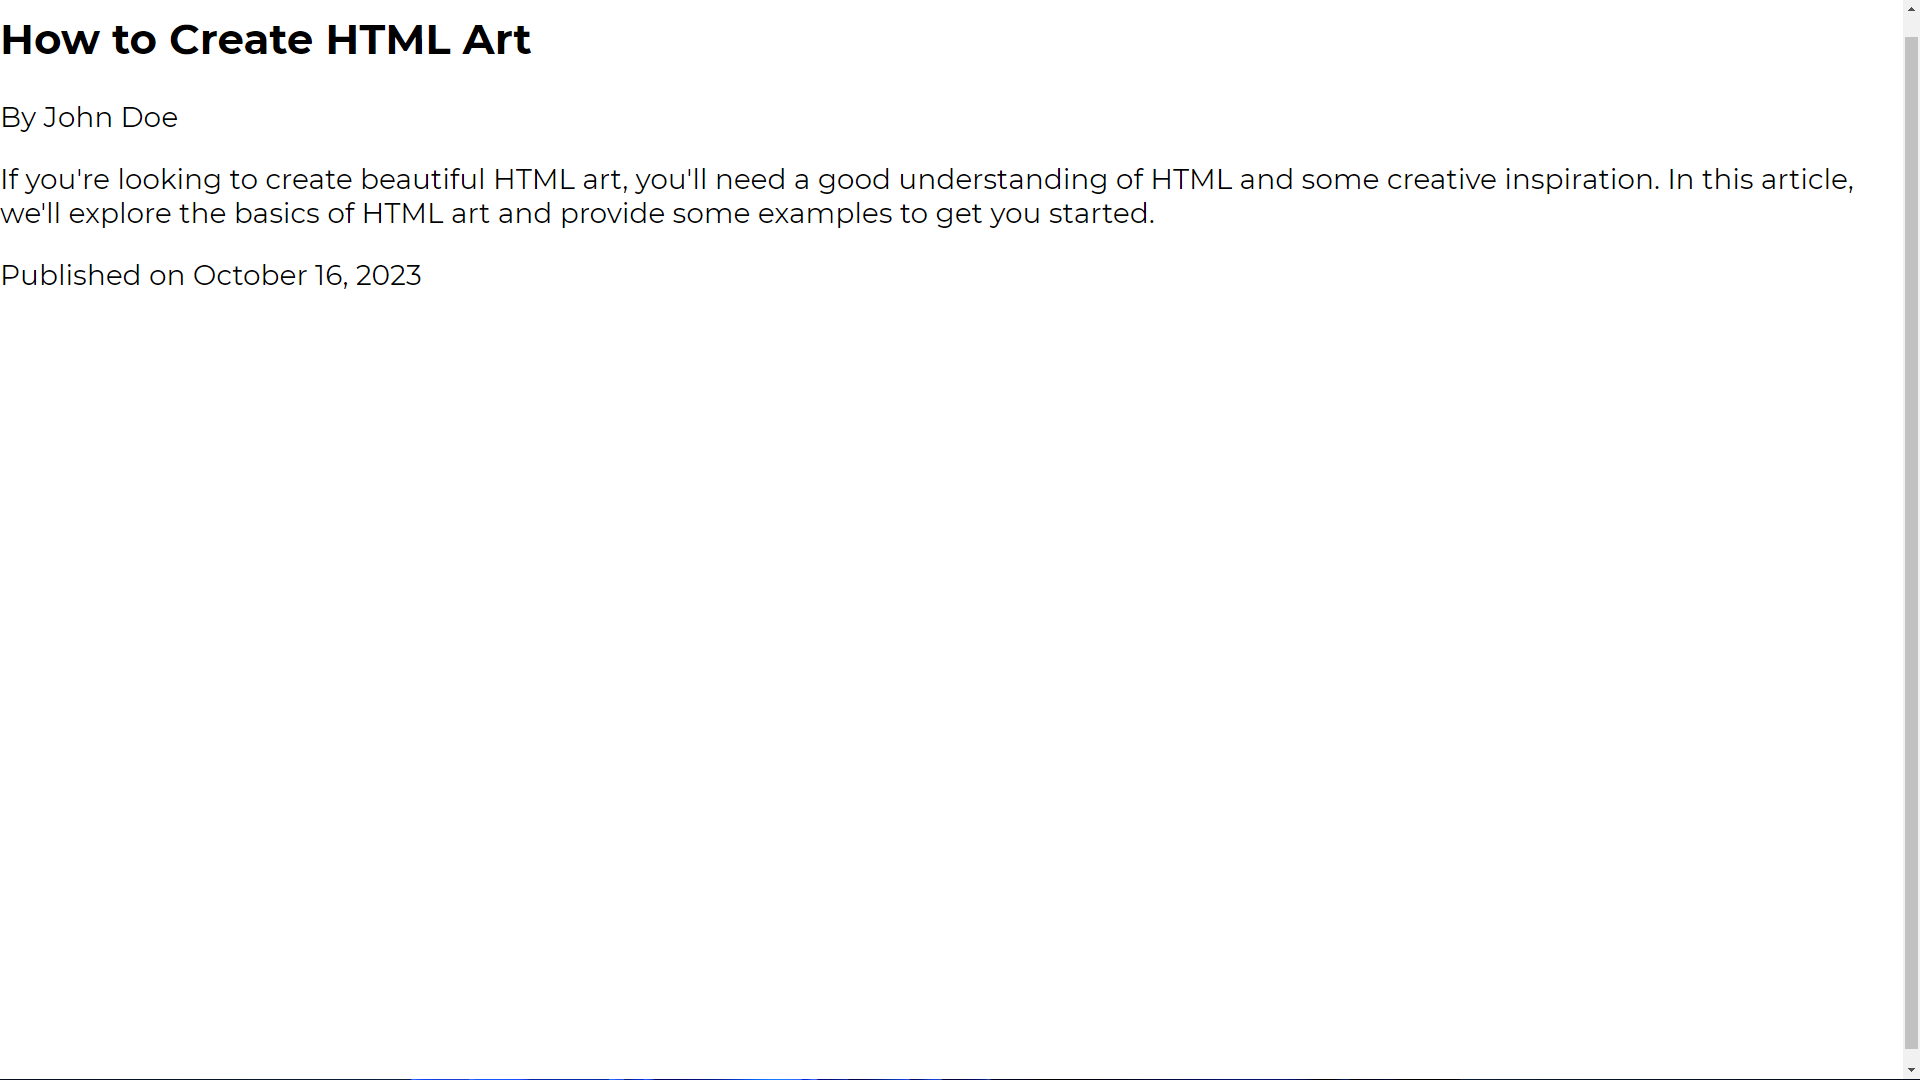 How to Create HTML Art
By John Doe
If you're looking to create beautiful HTML art, you'll need a good understanding of HTML and some creative inspiration. In this article,
we'll explore the basics of HTML art and provide some examples to get you started.
Published on October 16, 2023